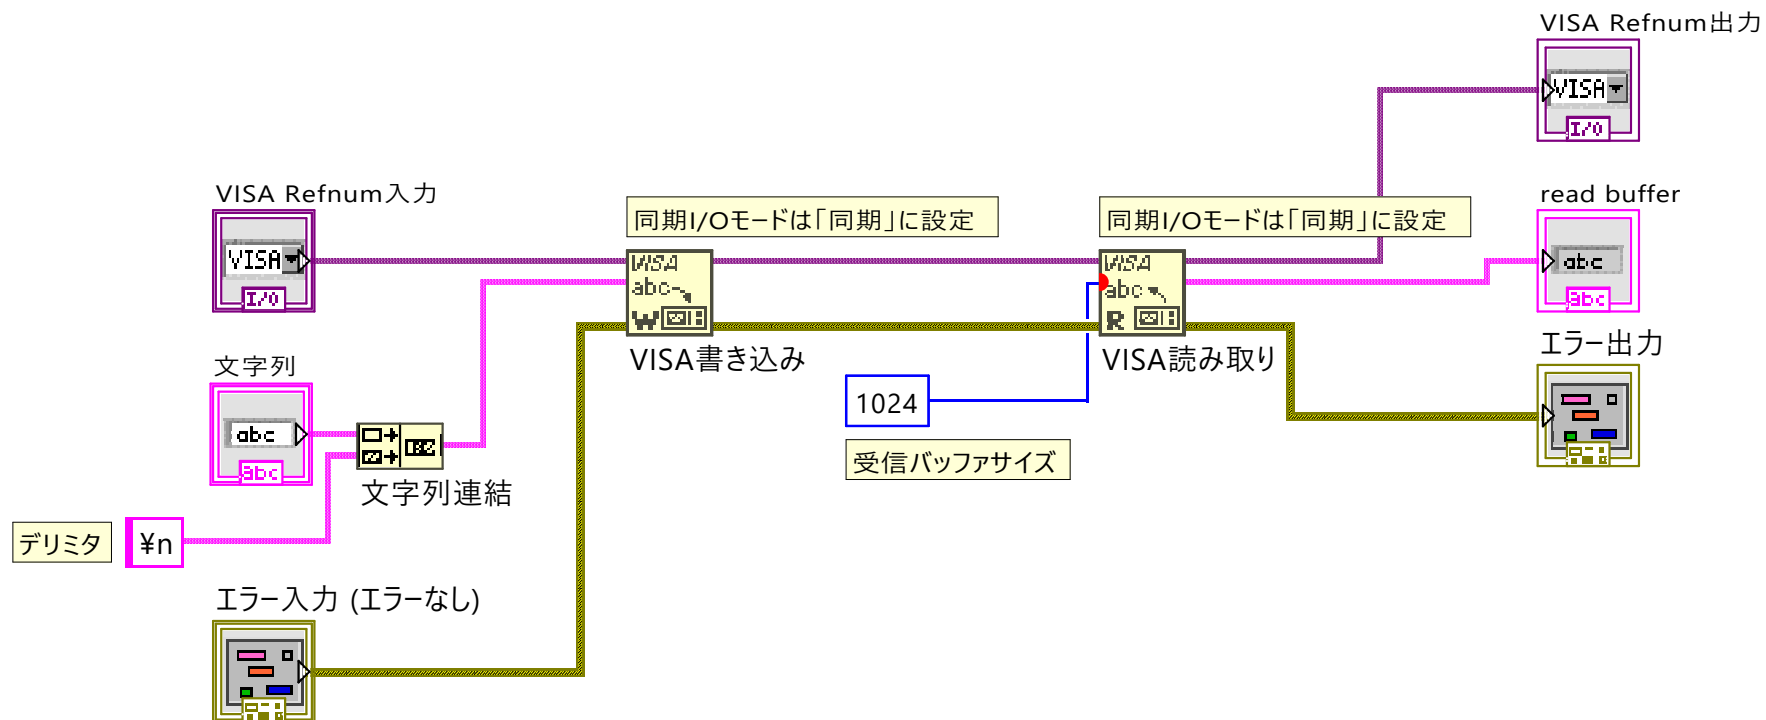 VISA Refnum出力
VISA
I/O
VISA Refnum入力
VISA
I/O
同期I/Oモードは「同期」に設定
VISA
abc
W
VISA書き込み
同期I/Oモードは「同期」に設定
VISA
abc
R
VISA読み取り
read buffer
abc
abc
文字列
abc
abc
文字列連結
1024
受信バッファサイズ
エラー出力
デリミタ
¥n
エラー入力 (エラーなし)